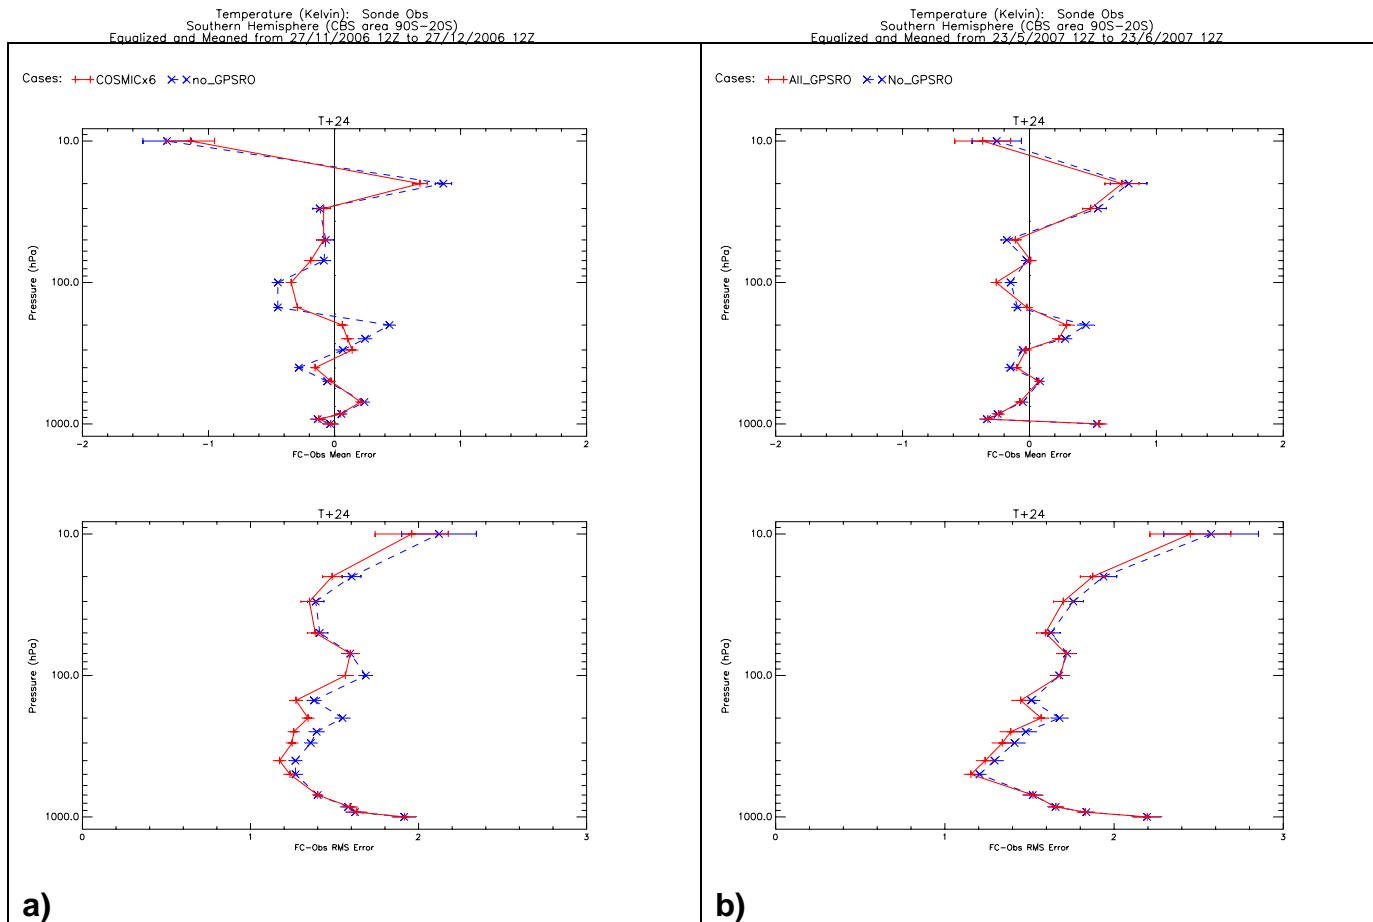 Temperature (Kelvin): Sonde Obs
Southern Hemisphere (CBS area 90S-20S)
Equalized and Meaned from 27/11/2006 12Z to 27/12/2006 12Z
Cases: COSMICx6 no_GPSRO
T+24
10.0
100.0
1000.0
Pressure (hPa)
-2 -1 0 1 2
FC-Obs Mean Error
T+24
10.0
100.0
1000.0
Pressure (hPa)
0 1 2 3
FC-Obs RMS Error
a)
Temperature (Kelvin): Sonde Obs
Southern Hemisphere (CBS area 90S-20S)
Equalized and Meaned from 23/5/2007 12Z to 23/6/2007 12Z
Cases: All_GPSRO No_GPSRO
T+24
10.0
100.0
1000.0
Pressure (hPa)
-2 -1 0 1 2
FC-Obs Mean Error
T+24
10.0
100.0
1000.0
Pressure (hPa)
0 1 2 3
FC-Obs RMS Error
b)